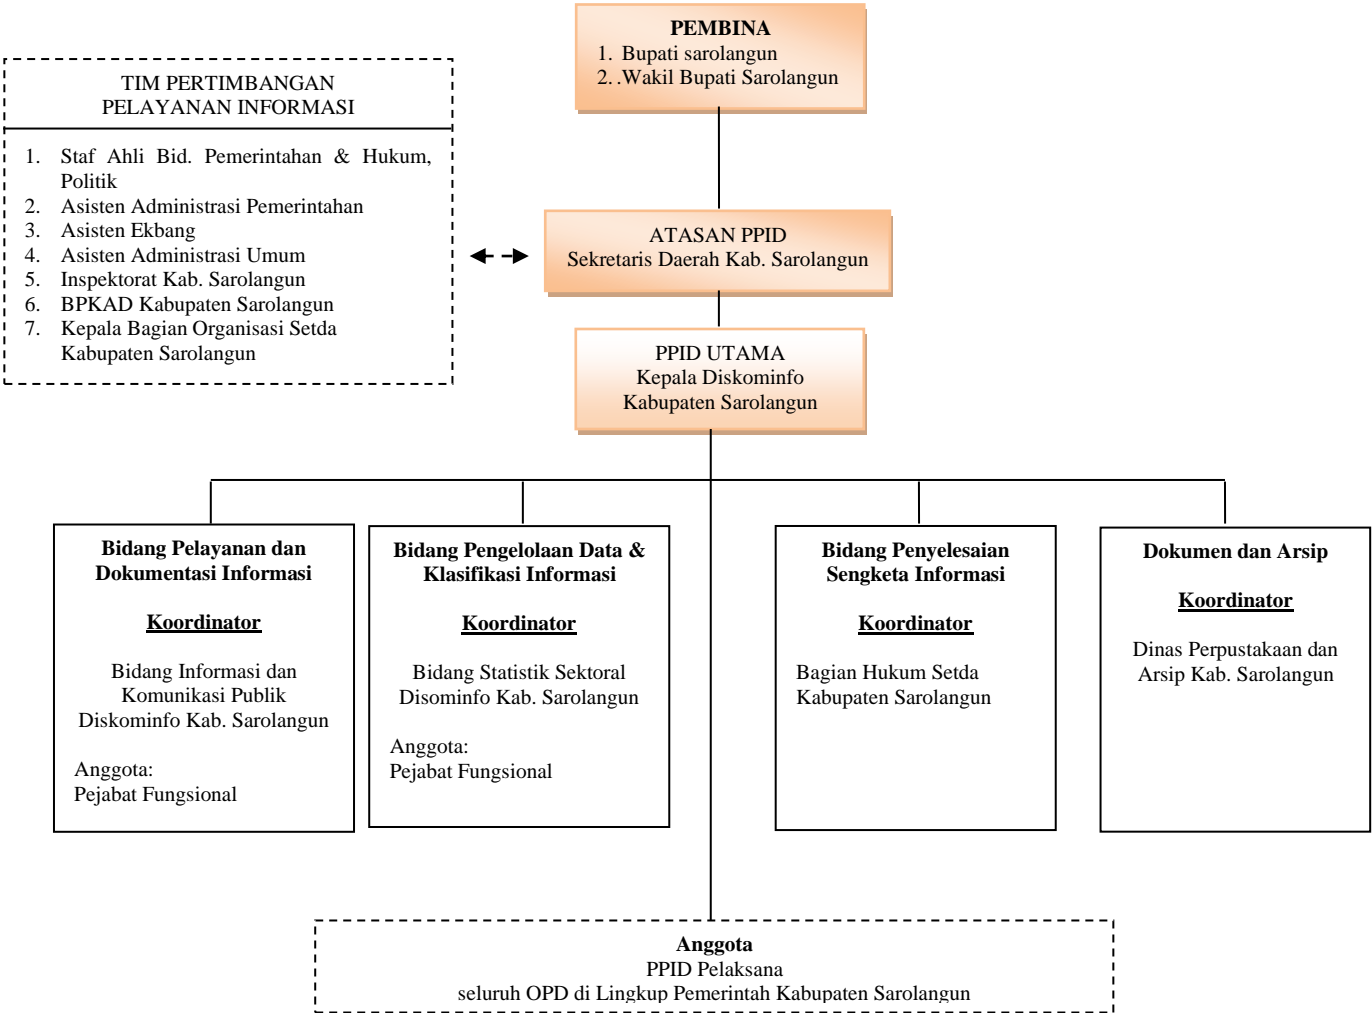 PEMBINA
1. Bupati sarolangun
2. .Wakil Bupati Sarolangun
TIM PERTIMBANGAN
PELAYANAN INFORMASI
1. Staf Ahli Bid. Pemerintahan & Hukum,
Politik
2. Asisten Administrasi Pemerintahan
3. Asisten Ekbang
4. Asisten Administrasi Umum
5. Inspektorat Kab. Sarolangun
6. BPKAD Kabupaten Sarolangun
7. Kepala Bagian Organisasi Setda
Kabupaten Sarolangun
ATASAN PPID
Sekretaris Daerah Kab. Sarolangun
PPID UTAMA
Kepala Diskominfo
Kabupaten Sarolangun
Bidang Pelayanan dan
Dokumentasi Informasi
Koordinator
Bidang Informasi dan
Komunikasi Publik
Diskominfo Kab. Sarolangun
Anggota:
Pejabat Fungsional
Bidang Pengelolaan Data &
Klasifikasi Informasi
Koordinator
Bidang Statistik Sektoral
Disominfo Kab. Sarolangun
Anggota:
Pejabat Fungsional
Bidang Penyelesaian
Sengketa Informasi
Koordinator
Bagian Hukum Setda
Kabupaten Sarolangun
Dokumen dan Arsip
Koordinator
Dinas Perpustakaan dan
Arsip Kab. Sarolangun
Anggota
PPID Pelaksana
seluruh OPD di Lingkup Pemerintah Kabupaten Sarolangun